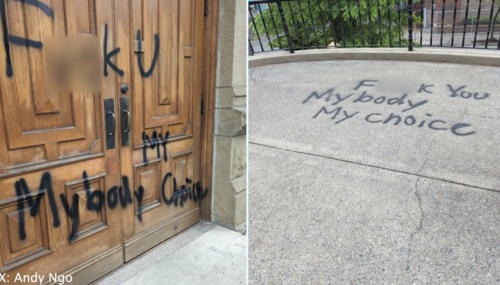 F k U
MY
My body Choice
F k You
My body
My choice
X: Andy Ngo